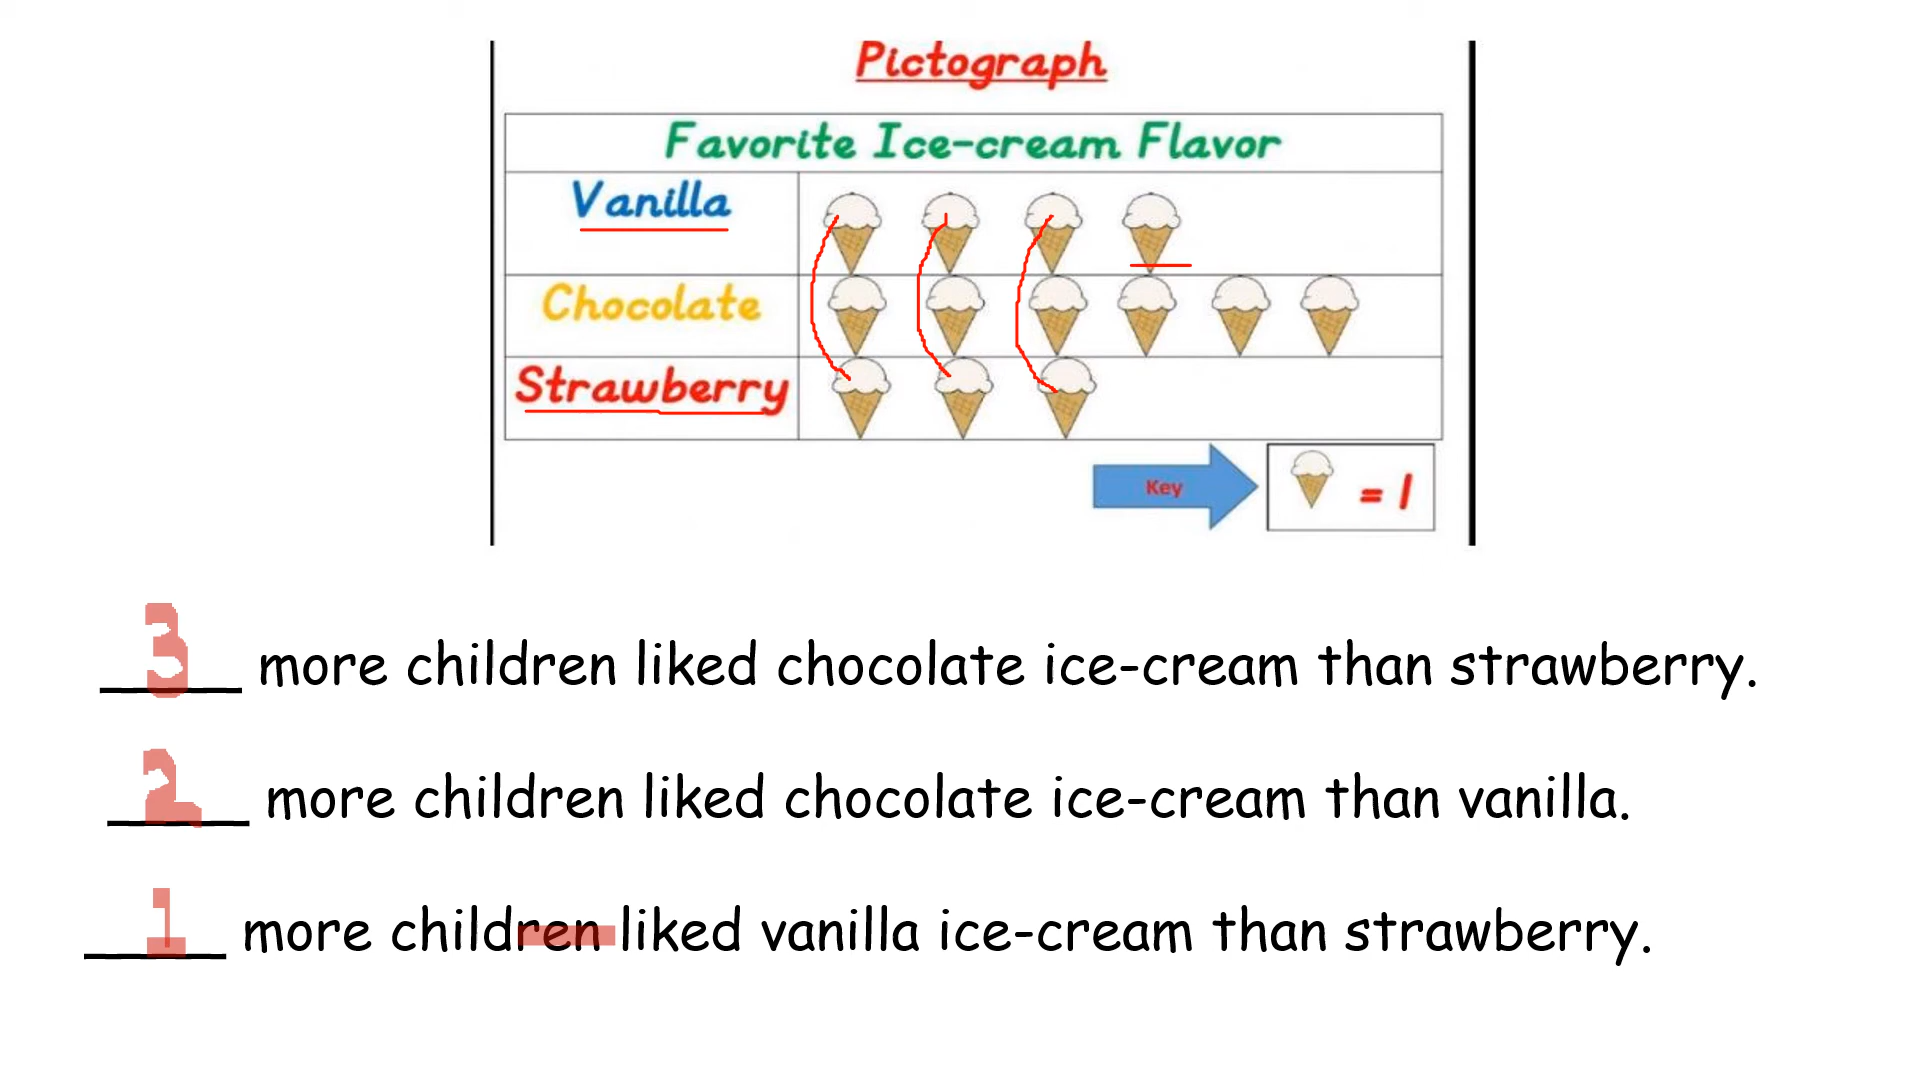 Pictograph
Favorite Ice-cream Flavor
Vanilla
Chocolate
Strawberry
Key
= 1
3 more children liked chocolate ice-cream than strawberry.
2 more children liked chocolate ice-cream than vanilla.
1 more children liked vanilla ice-cream than strawberry.